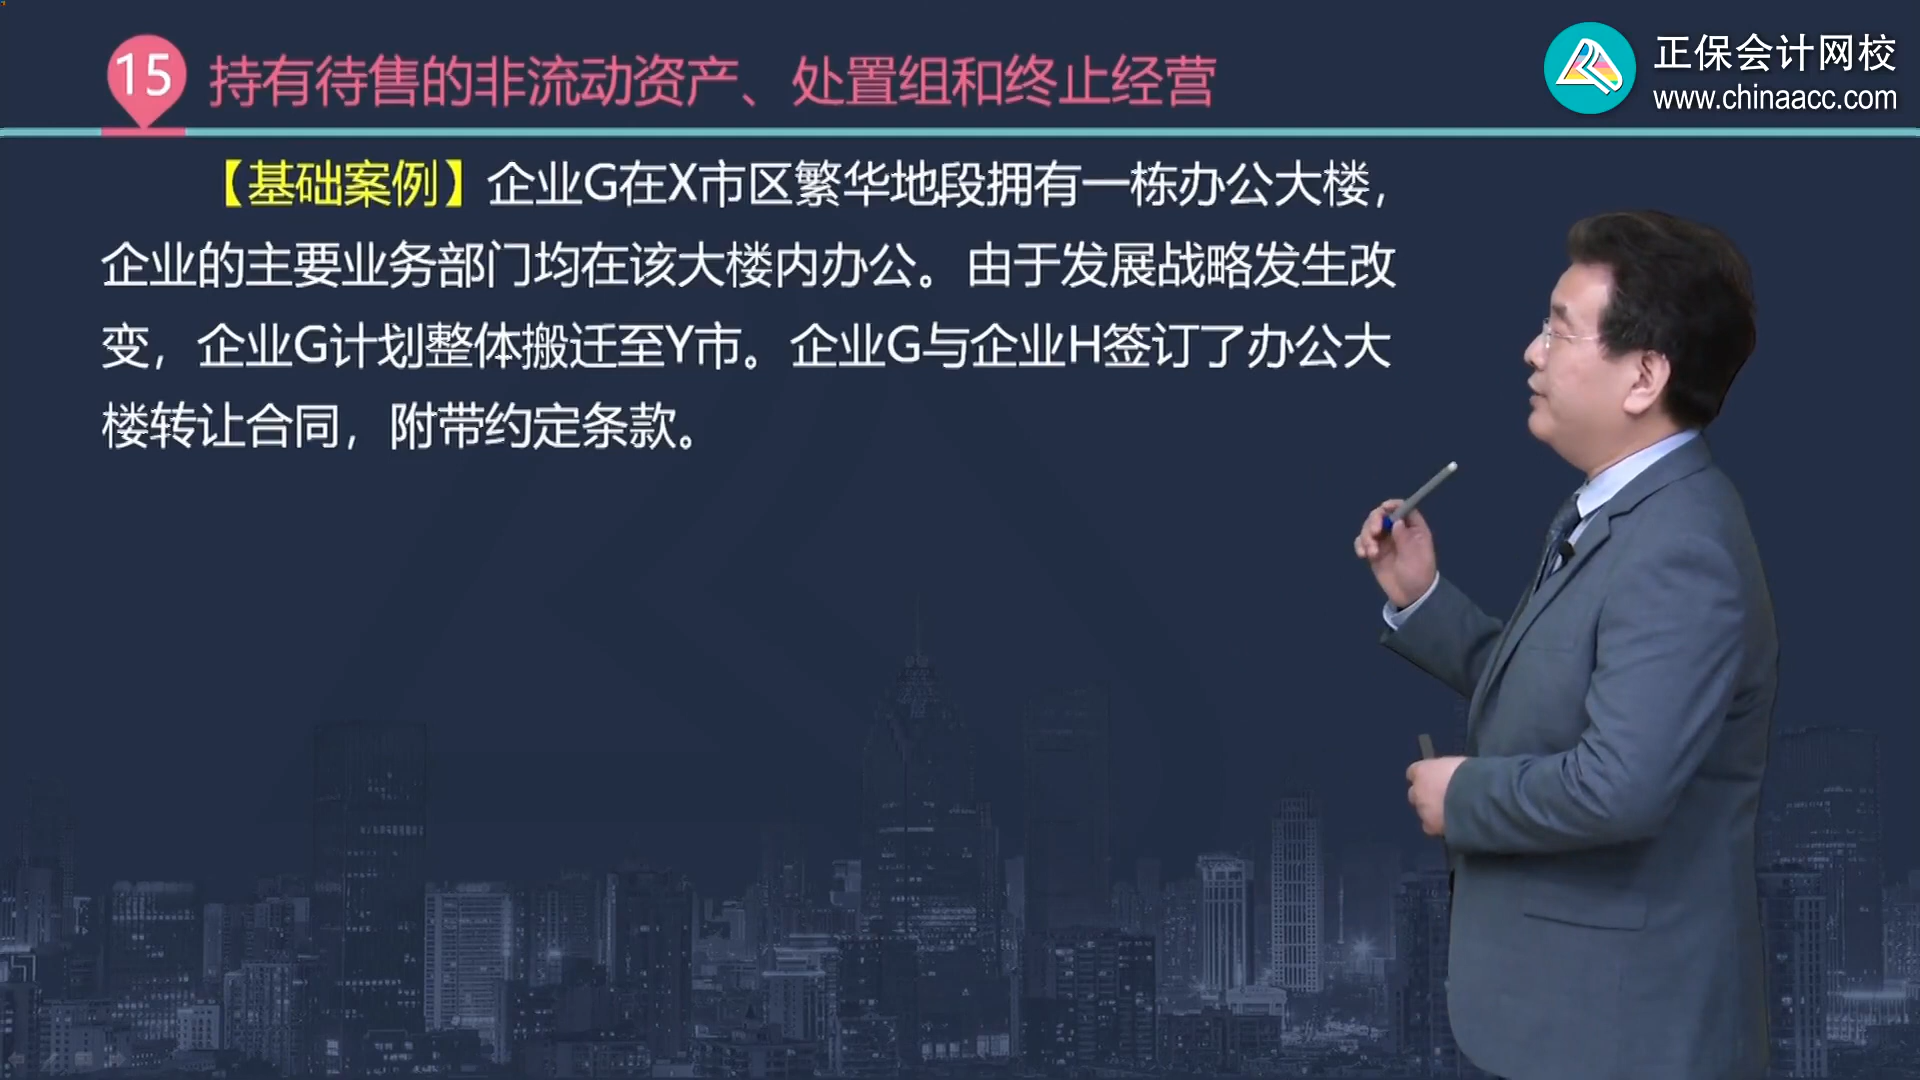 15 持有待售的非流动资产、处置组和终止经营
正保会计网校
www.chinaacc.com
【基础案例】企业G在X市区繁华地段拥有一栋办公大楼，
企业的主要业务部门均在该大楼内办公。由于发展战略发生改
变，企业G计划整体搬迁至Y市。企业G与企业H签订了办公大
楼转让合同，附带约定条款。